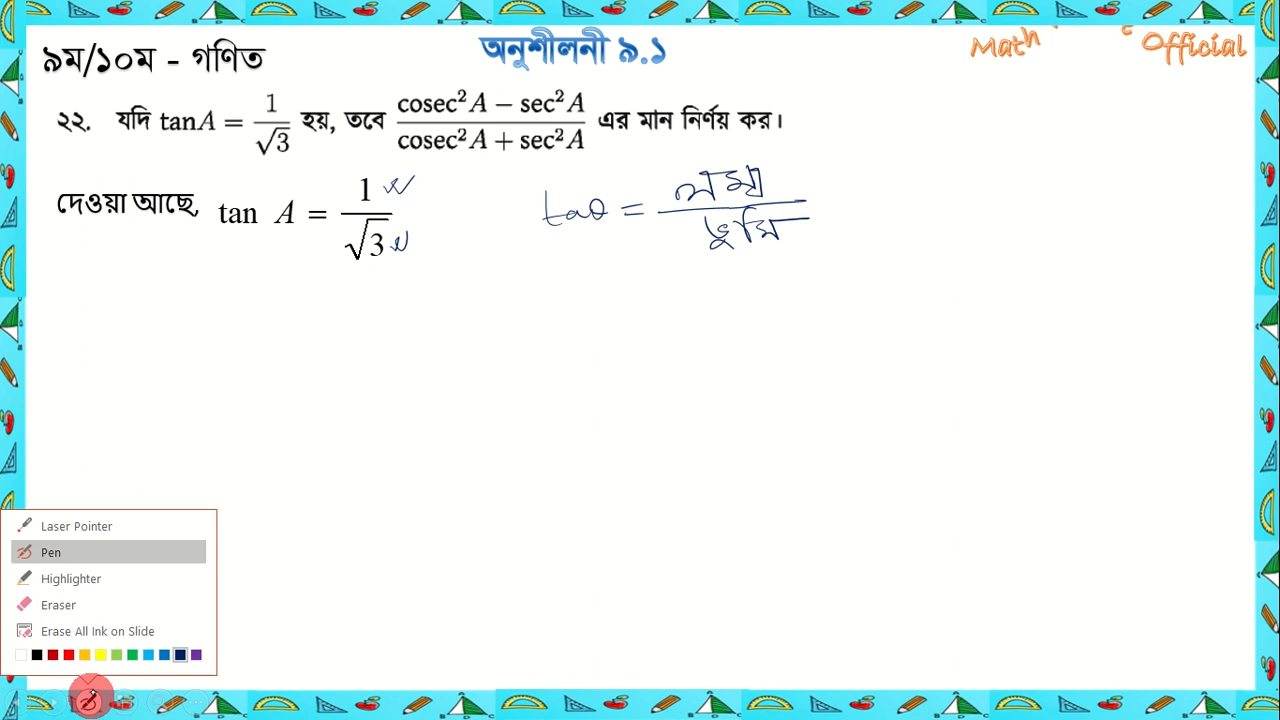 ৯ম/১০ম - গণিত
অনুশীলনী ৯.১
Math Official
২২. যদি tanA = 1/√3 হয়, তবে (cosec²A − sec²A)/(cosec²A + sec²A) এর মান নির্ণয় কর।
দেওয়া আছে, tan A = 1/√3
tanθ = লম্ব/ভূমি
Laser Pointer
Pen
Highlighter
Eraser
Erase All Ink on Slide